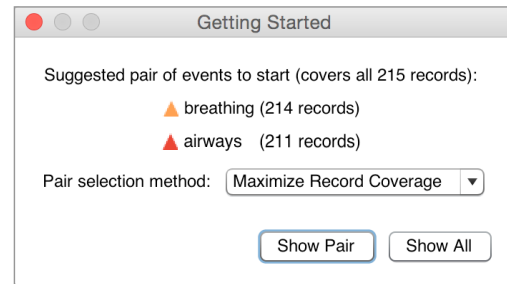 Getting Started
Suggested pair of events to start (covers all 215 records):
breathing (214 records)
airways (211 records)
Pair selection method: Maximize Record Coverage
Show Pair Show All